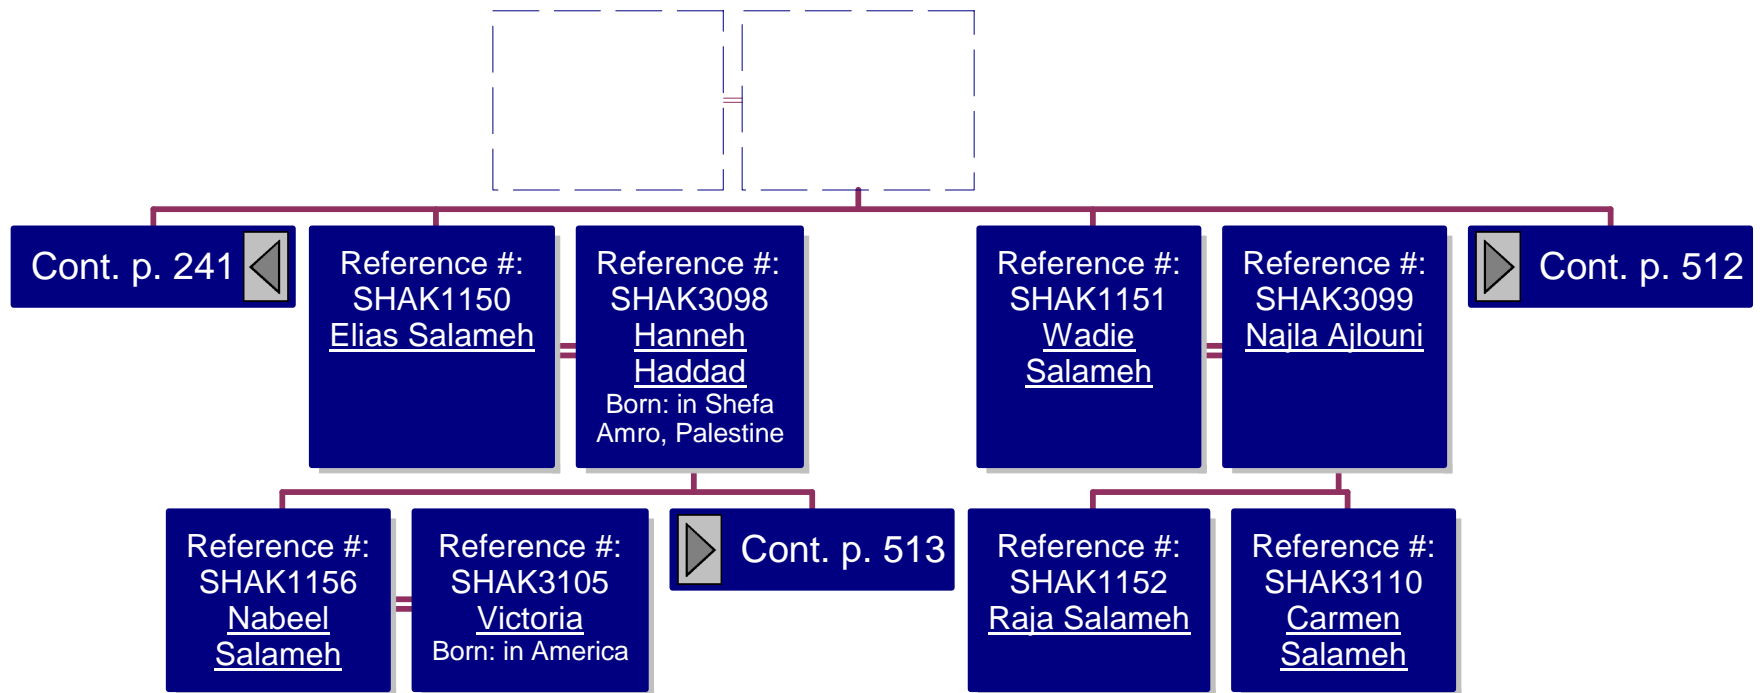 Cont. p. 241
Reference #:
SHAK1150
Elias Salameh
Reference #:
SHAK3098
Hanneh
Haddad
Born: in Shefa
Amro, Palestine
Reference #:
SHAK1151
Wadie
Salameh
Reference #:
SHAK3099
Najla Ajlouni
Cont. p. 512
Reference #:
SHAK1156
Nabeel
Salameh
Reference #:
SHAK3105
Victoria
Born: in America
Cont. p. 513
Reference #:
SHAK1152
Raja Salameh
Reference #:
SHAK3110
Carmen
Salameh